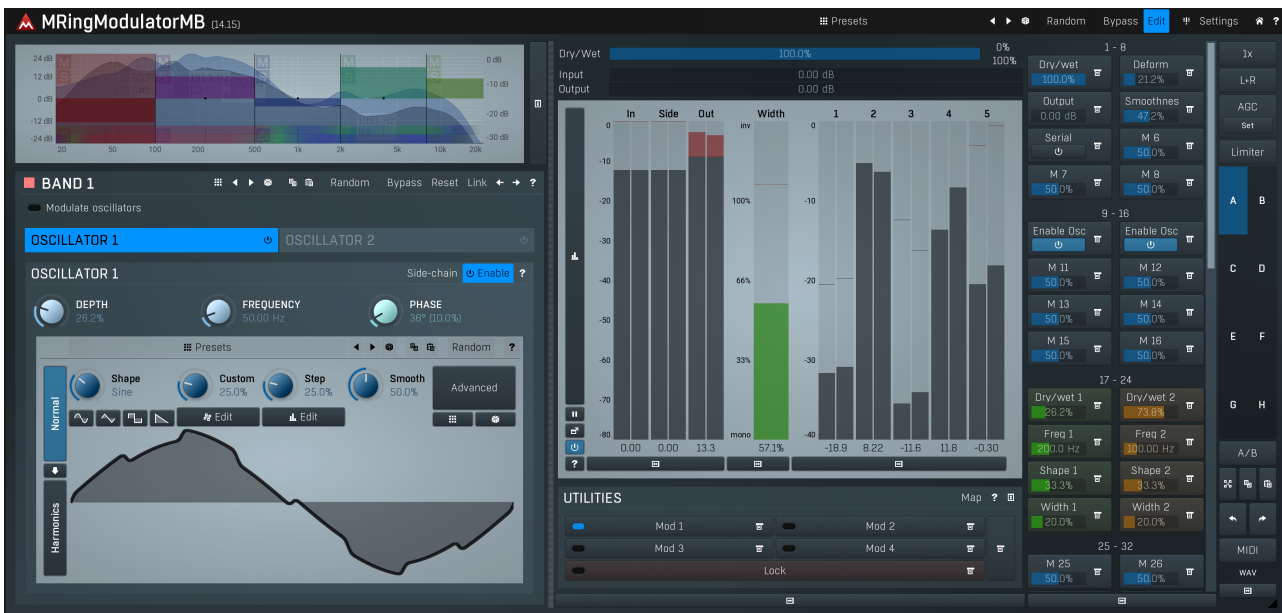 MRingModulatorMB (14.15)
Presets Random Bypass Edit Settings ?
24 dB 12 dB 0 dB -12 dB -24 dB
M M M M M
S S S S
0 dB -10 dB -20 dB -30 dB
20 50 100 200 500 1k 2k 5k 10k 20k
BAND 1 Random Bypass Reset Link ?
Modulate oscillators
OSCILLATOR 1 OSCILLATOR 2
OSCILLATOR 1 Side-chain Enable ?
DEPTH
26.2%
FREQUENCY
50.00 Hz
PHASE
36° (10.0%)
Presets Random ?
Normal
Harmonics
Shape
Sine
Custom
25.0%
Step
25.0%
Smooth
50.0%
Advanced
Edit Edit
Dry/Wet 100.0% 0% 100%
Input 0.00 dB
Output 0.00 dB
In Side Out Width 1 2 3 4 5
0 -10 -20 -30 -40 -50 -60 -70 -80
inv 100% 66% 33% mono
0 -10 -20 -30 -40
0.00 0.00 13.3 57.1% -18.9 8.22 -11.6 11.8 -0.30
?
UTILITIES Map ?
Mod 1 Mod 2
Mod 3 Mod 4
Lock
1 - 8
Dry/wet Deform
100.0% 21.2%
Output Smoothnes
0.00 dB 47.2%
Serial M 6
50.0%
M 7 M 8
50.0% 50.0%
9 - 16
Enable Osc Enable Osc
M 11 M 12
50.0% 50.0%
M 13 M 14
50.0% 50.0%
M 15 M 16
50.0% 50.0%
17 - 24
Dry/wet 1 Dry/wet 2
26.2% 73.8%
Freq 1 Freq 2
200.0 Hz 100.00 Hz
Shape 1 Shape 2
33.3% 33.3%
Width 1 Width 2
20.0% 20.0%
25 - 32
M 25 M 26
50.0% 50.0%
1x
L+R
AGC
Set
Limiter
A B
C D
E F
G H
A/B
MIDI
WAV